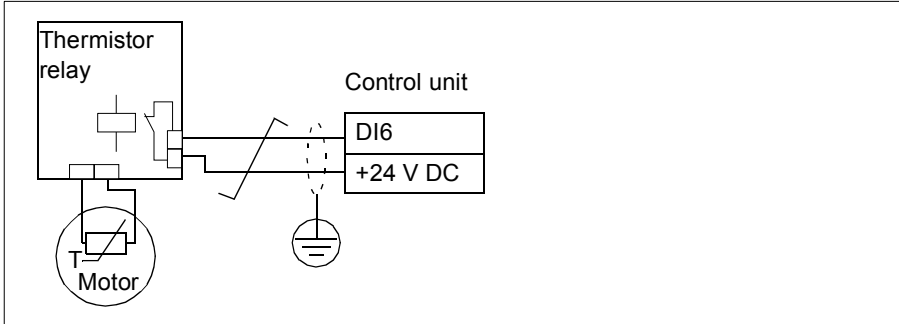 Thermistor
relay
Control unit
DI6
+24 V DC
T
Motor